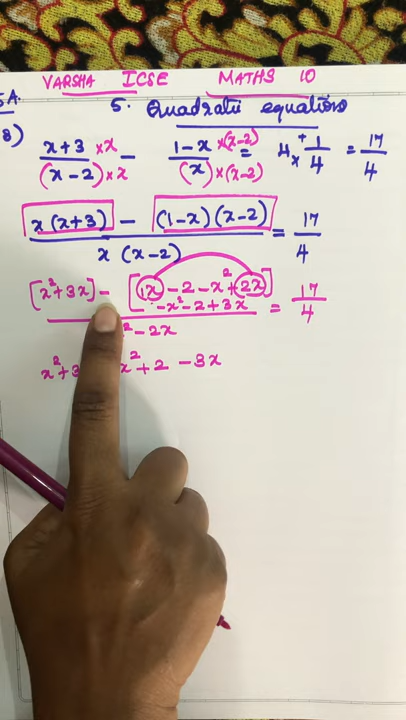 VARSHA ICSE MATHS 10
5A. 5. Quadratic equations
8) x+3 ×x / (x-2) ×x - 1-x ×(x-2) / (x) ×(x-2) = 4 × + 1/4 = 17/4
x(x+3) - (1-x)(x-2) / x(x-2) = 17/4
[x²+3x] - [1x-2-x²+2x] = 17/4
-x²-2+3x
²-2x
x²+3 x²+2 -3x